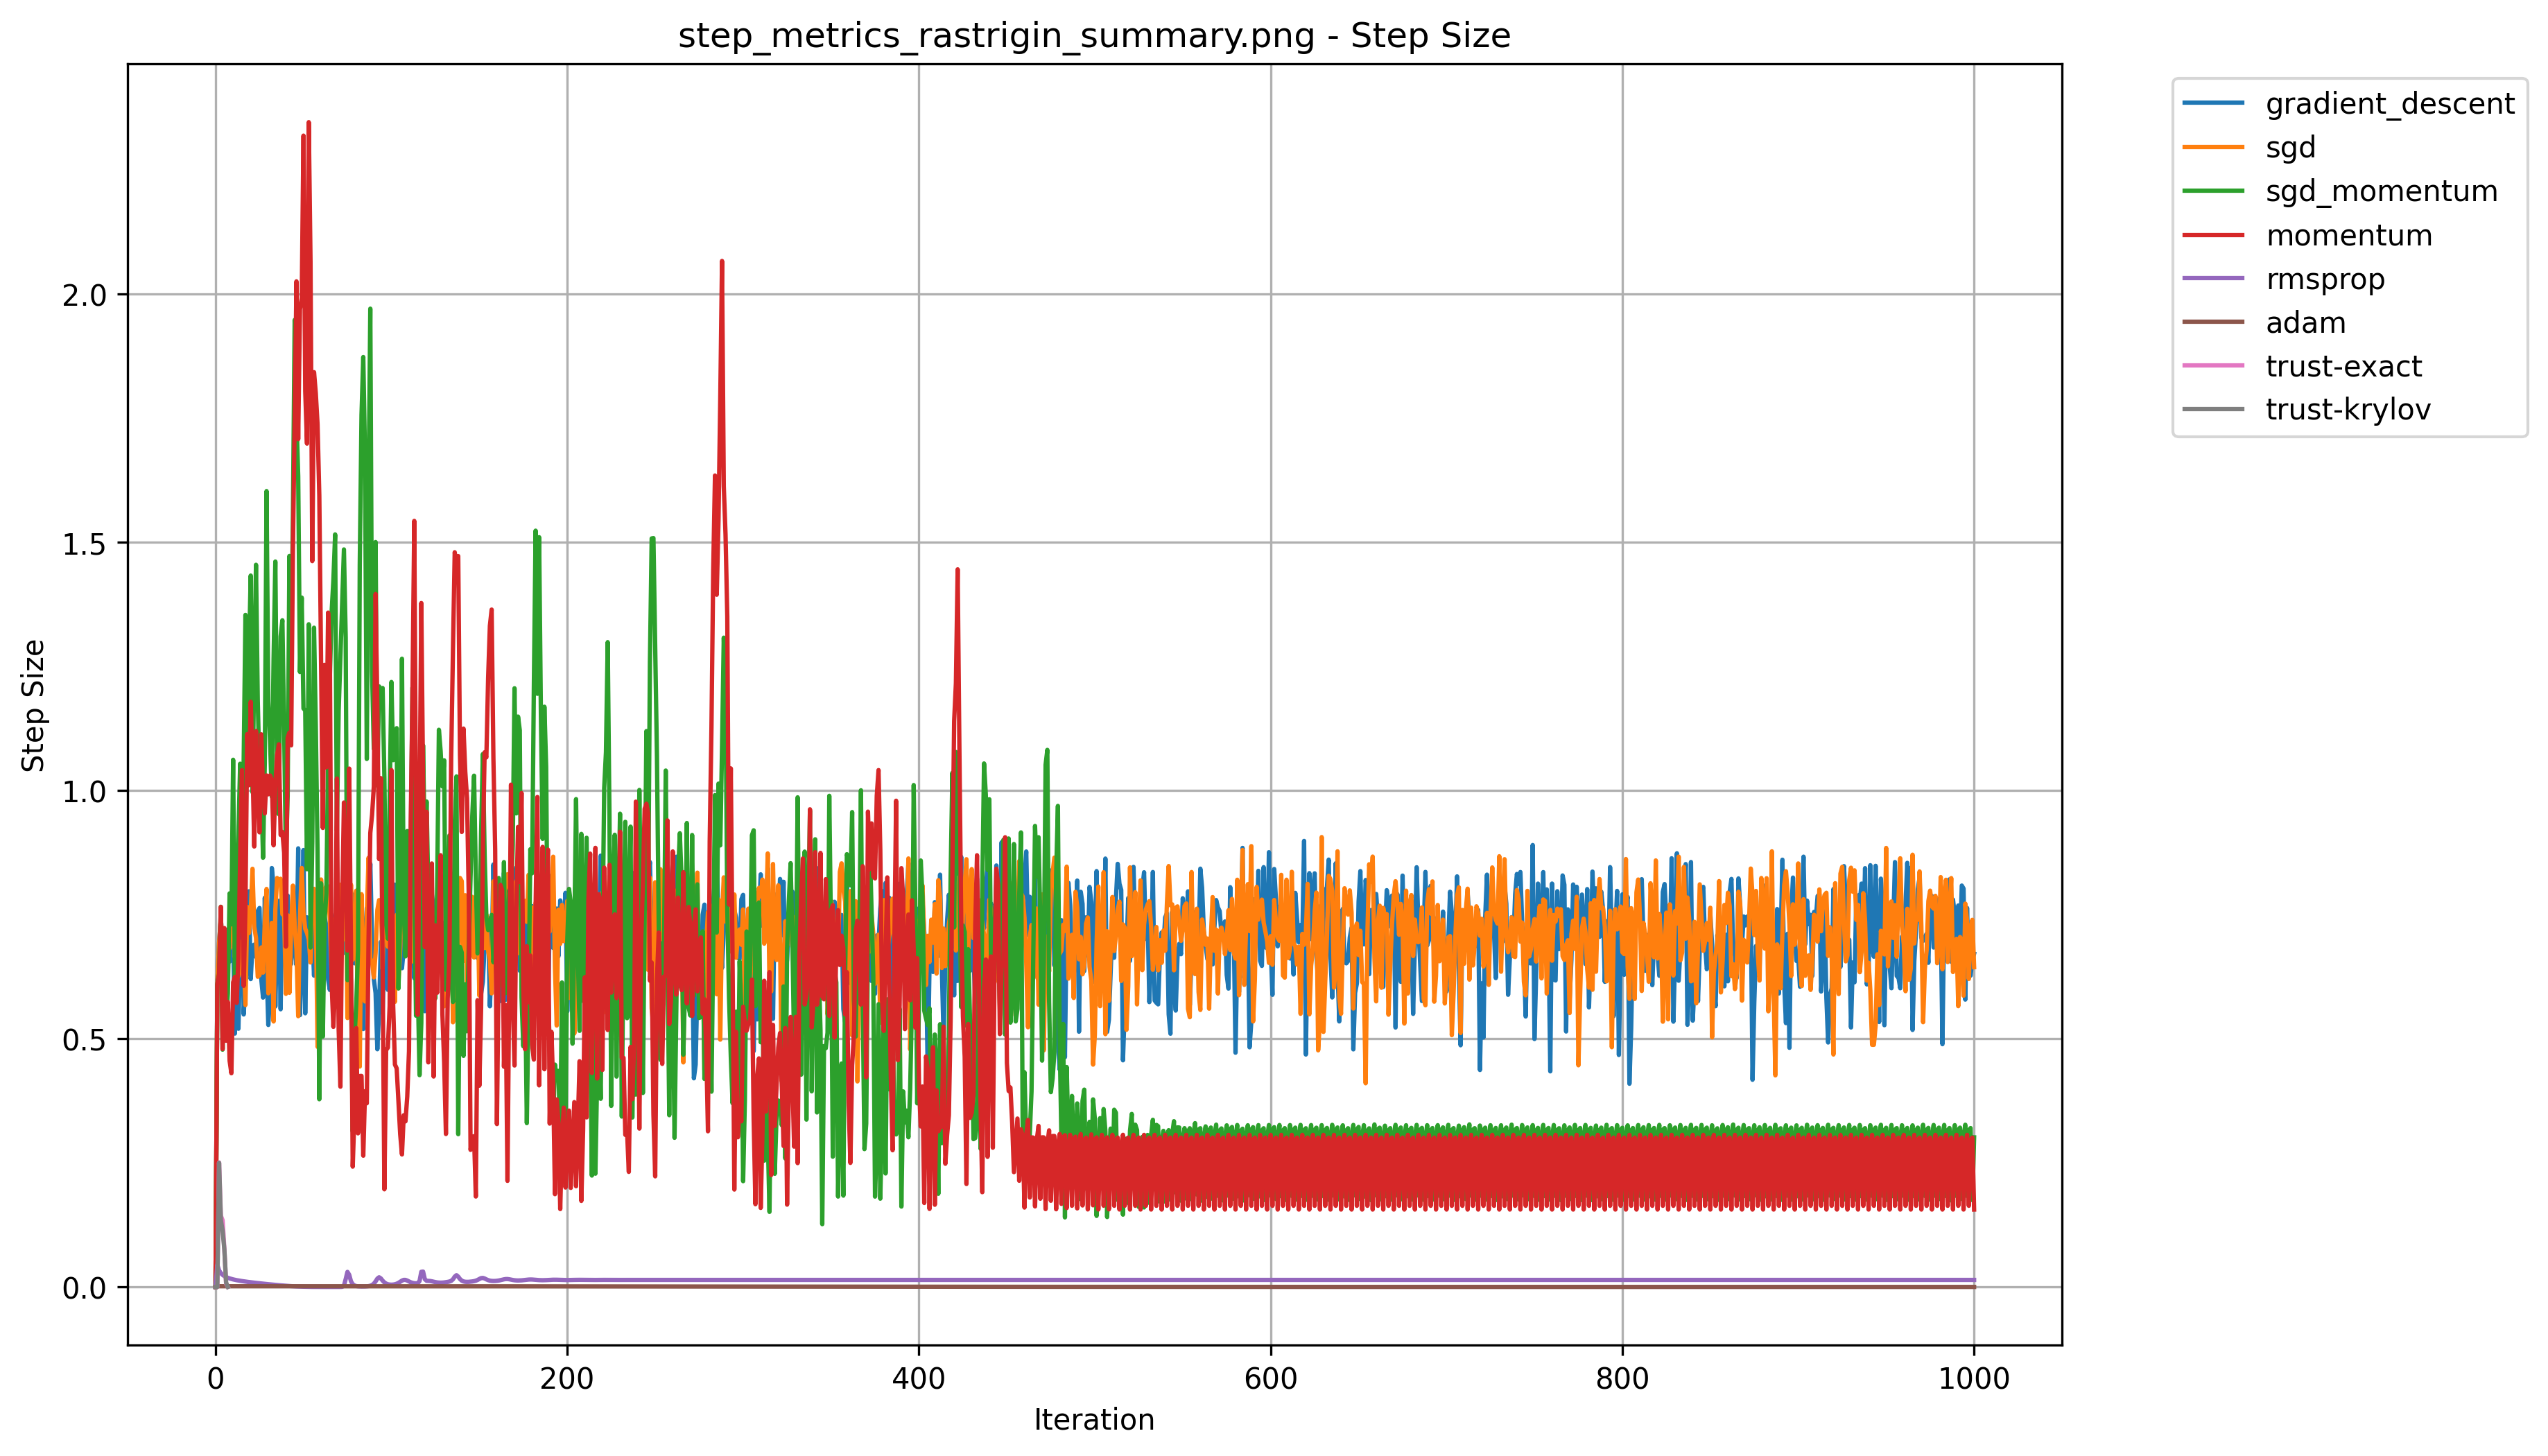 step_metrics_rastrigin_summary.png - Step Size
gradient_descent
sgd
sgd_momentum
momentum
rmsprop
adam
trust-exact
trust-krylov
Step Size
2.0
1.5
1.0
0.5
0.0
0 200 400 600 800 1000
Iteration